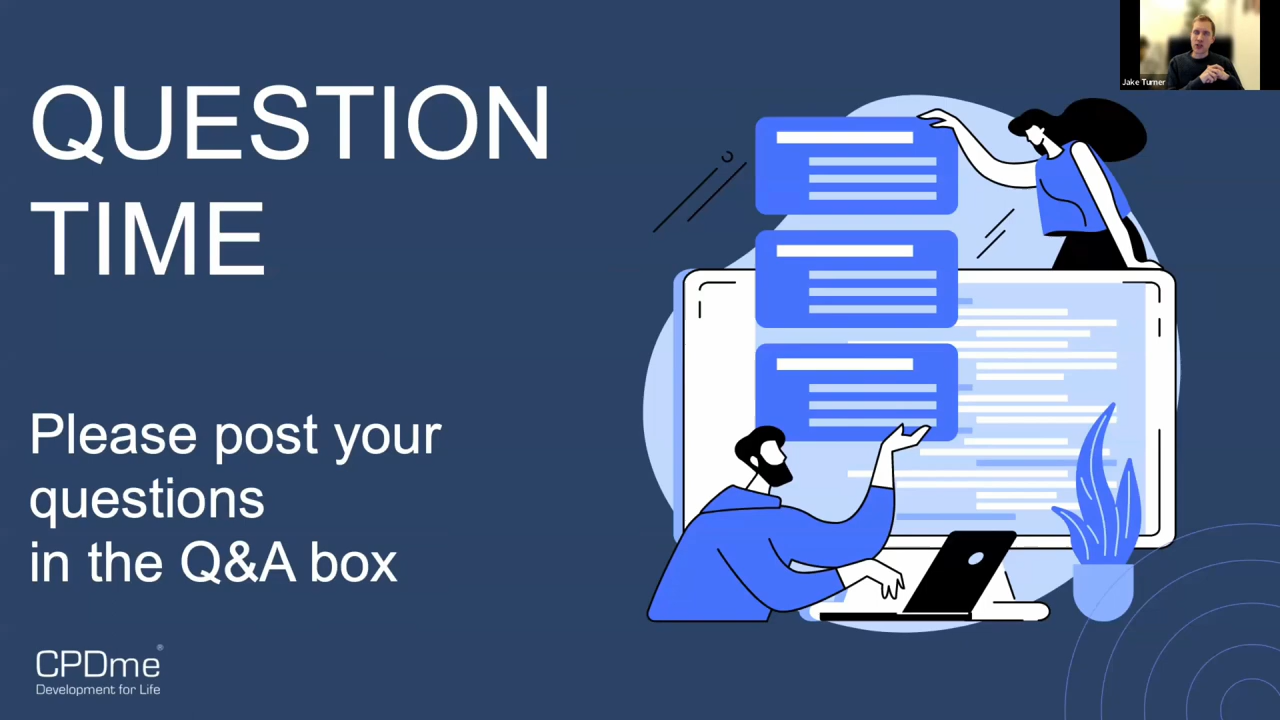 QUESTION
TIME
Please post your
questions
in the Q&A box
CPDme®
Development for Life
Jake Turner